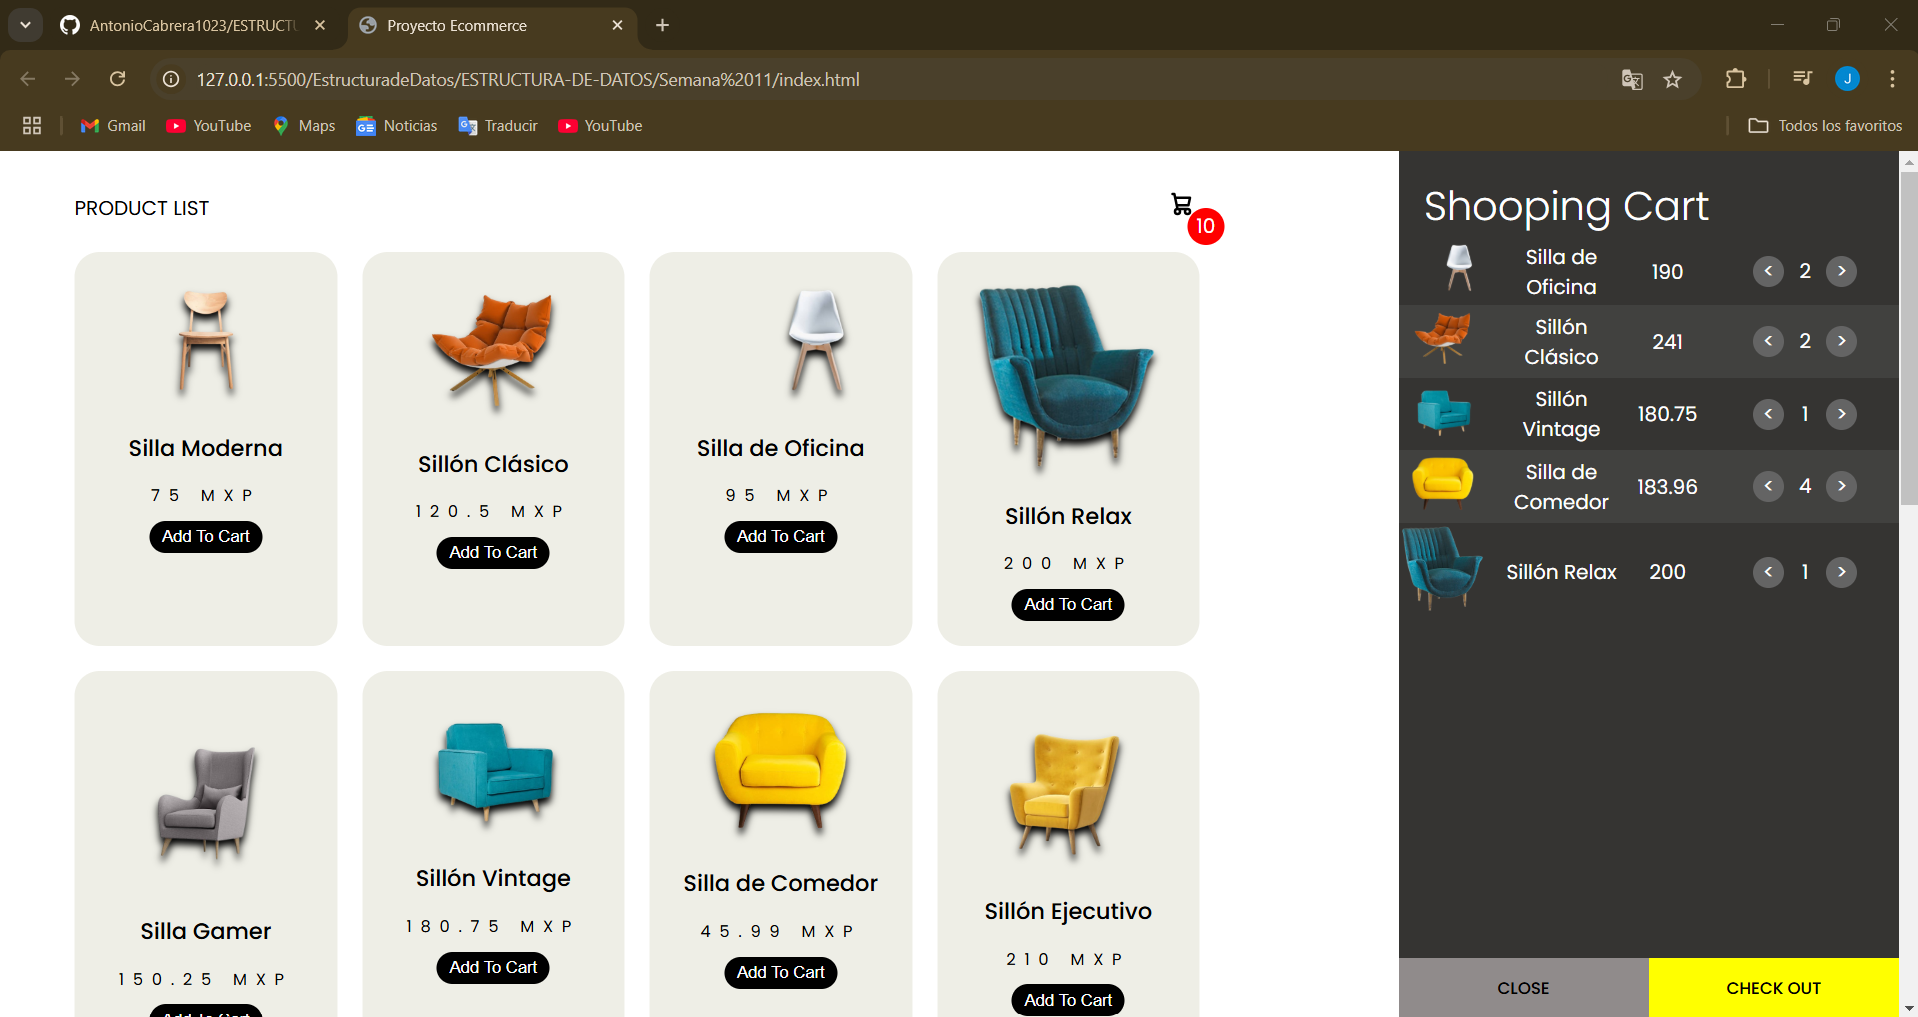 AntonioCabrera1023/ESTRUCTU
Proyecto Ecommerce
127.0.0.1:5500/EstructuradeDatos/ESTRUCTURA-DE-DATOS/Semana%2011/index.html
J
Gmail
YouTube
Maps
Noticias
Traducir
YouTube
Todos los favoritos
PRODUCT LIST
10
Silla Moderna
75 MXP
Add To Cart
Sillón Clásico
120.5 MXP
Add To Cart
Silla de Oficina
95 MXP
Add To Cart
Sillón Relax
200 MXP
Add To Cart
Silla Gamer
150.25 MXP
Add To Cart
Sillón Vintage
180.75 MXP
Add To Cart
Silla de Comedor
45.99 MXP
Add To Cart
Sillón Ejecutivo
210 MXP
Add To Cart
Shooping Cart
Silla de
Oficina
190
< 2 >
Sillón
Clásico
241
< 2 >
Sillón
Vintage
180.75
< 1 >
Silla de
Comedor
183.96
< 4 >
Sillón Relax
200
< 1 >
CLOSE
CHECK OUT